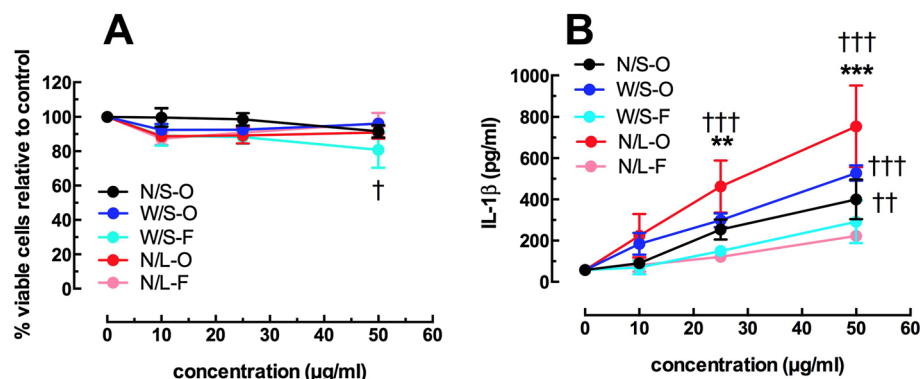 A
% viable cells relative to control
120
100
80
60
40
20
0
†
N/S-O
W/S-O
W/S-F
N/L-O
N/L-F
0 10 20 30 40 50 60
concentration (µg/ml)
B
IL-1β (pg/ml)
1000
800
600
400
200
0
N/S-O
W/S-O
W/S-F
N/L-O
N/L-F
†††
**
†††
***
†††
††
0 10 20 30 40 50 60
concentration (µg/ml)